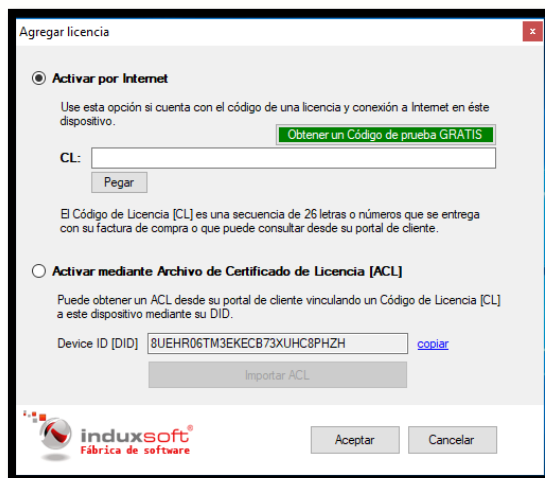 Agregar licencia
x
Activar por Internet
Use esta opción si cuenta con el código de una licencia y conexión a Internet en éste
dispositivo.
Obtener un Código de prueba GRATIS
CL:
Pegar
El Código de Licencia [CL] es una secuencia de 26 letras o números que se entrega
con su factura de compra o que puede consultar desde su portal de cliente.
Activar mediante Archivo de Certificado de Licencia [ACL]
Puede obtener un ACL desde su portal de cliente vinculando un Código de Licencia [CL]
a este dispositivo mediante su DID.
Device ID [DID] 8UEHR06TM3EKECB73XUHC8PHZH copiar
Importar ACL
induxsoft®
Fábrica de software
Aceptar Cancelar